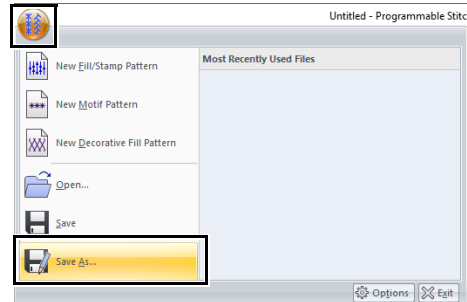 Untitled - Programmable Stitc
Most Recently Used Files
New Fill/Stamp Pattern
New Motif Pattern
New Decorative Fill Pattern
Open...
Save
Save As...
Options Exit